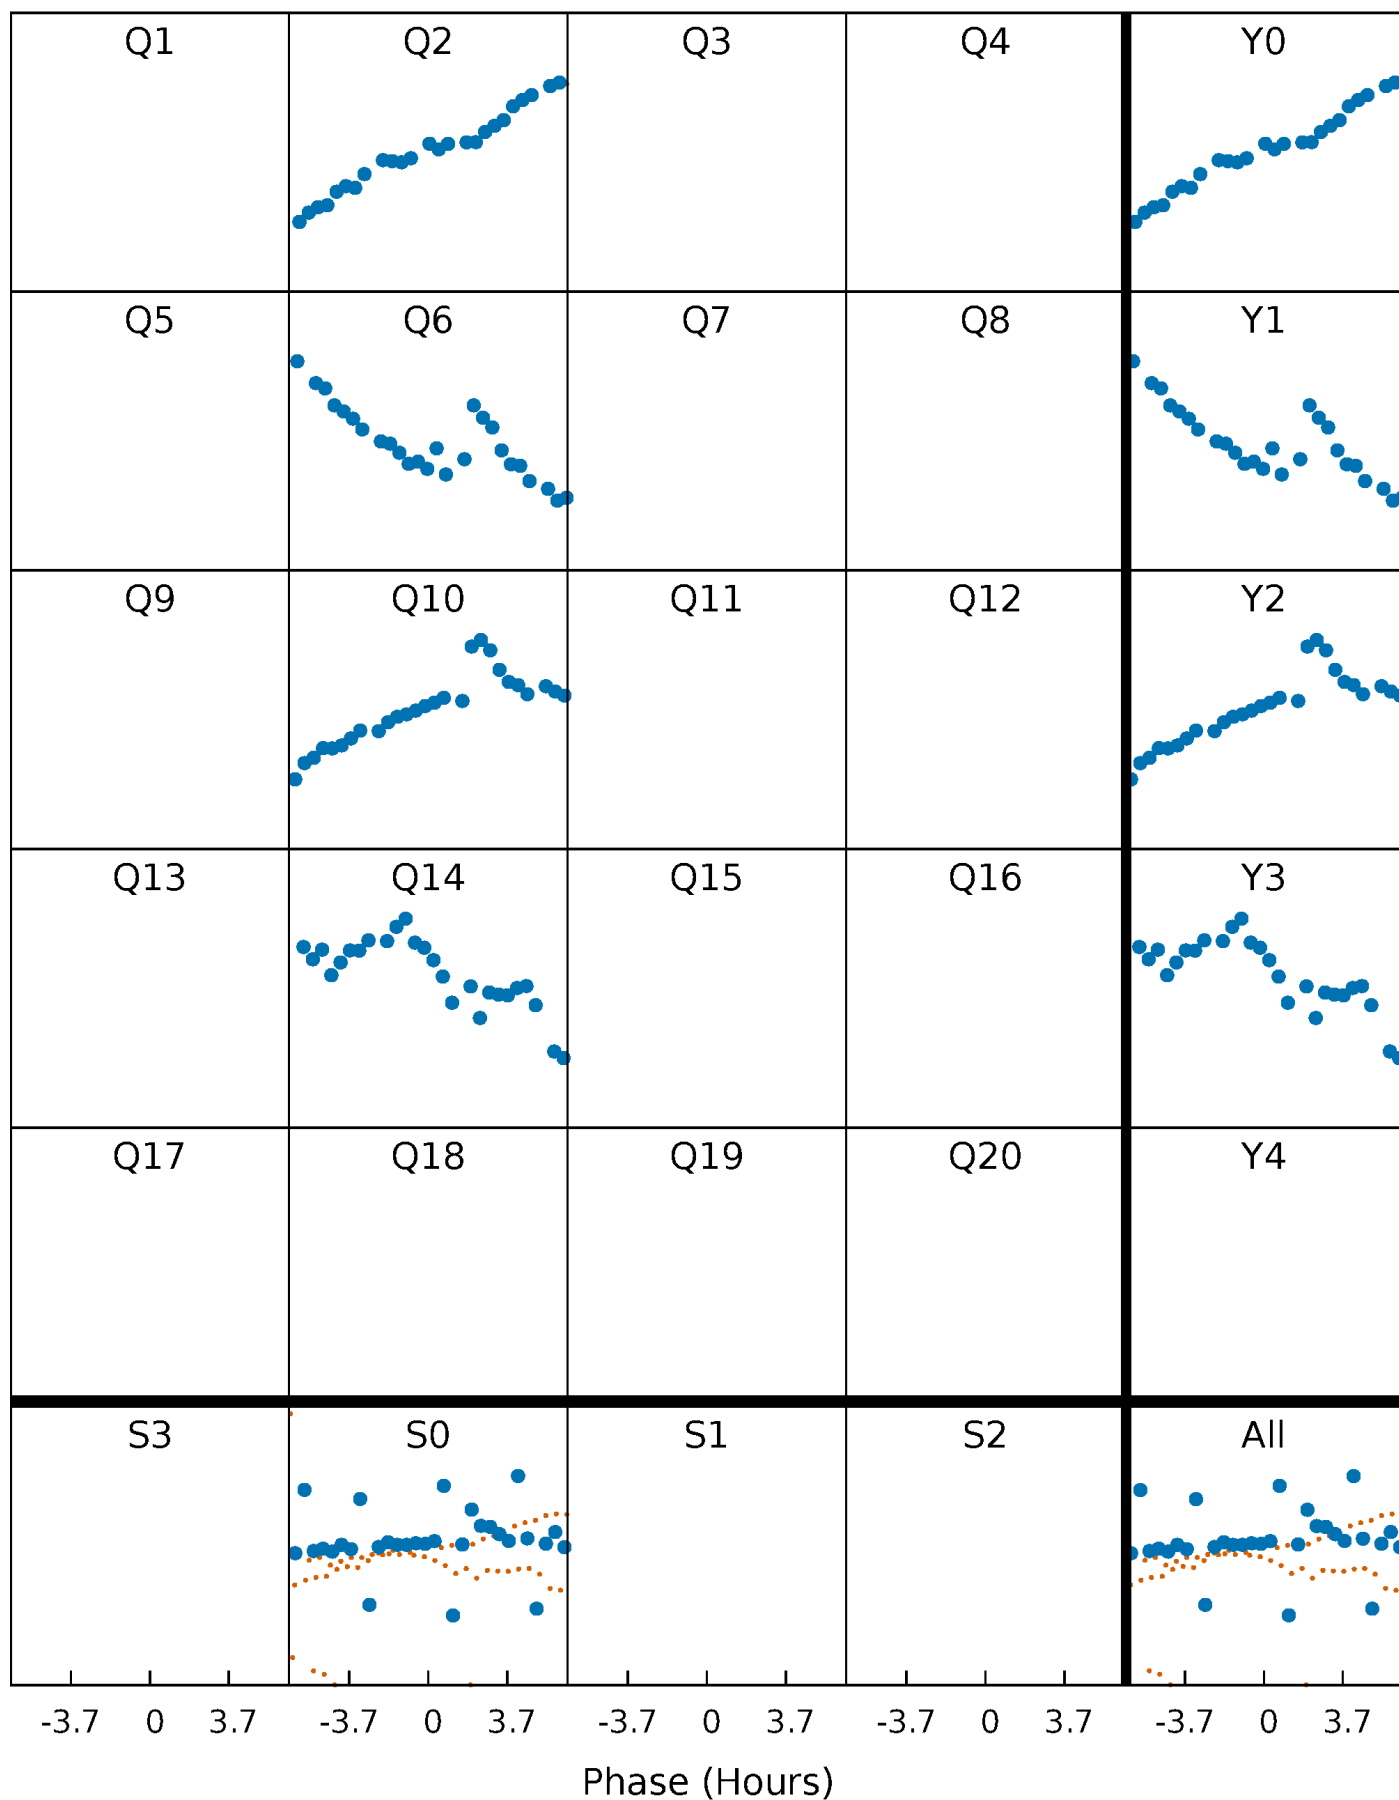 Q1 Q2 Q3 Q4 Y0
Q5 Q6 Q7 Q8 Y1
Q9 Q10 Q11 Q12 Y2
Q13 Q14 Q15 Q16 Y3
Q17 Q18 Q19 Q20 Y4
S3 S0 S1 S2 All
-3.7 0 3.7 -3.7 0 3.7 -3.7 0 3.7 -3.7 0 3.7 -3.7 0 3.7
Phase (Hours)